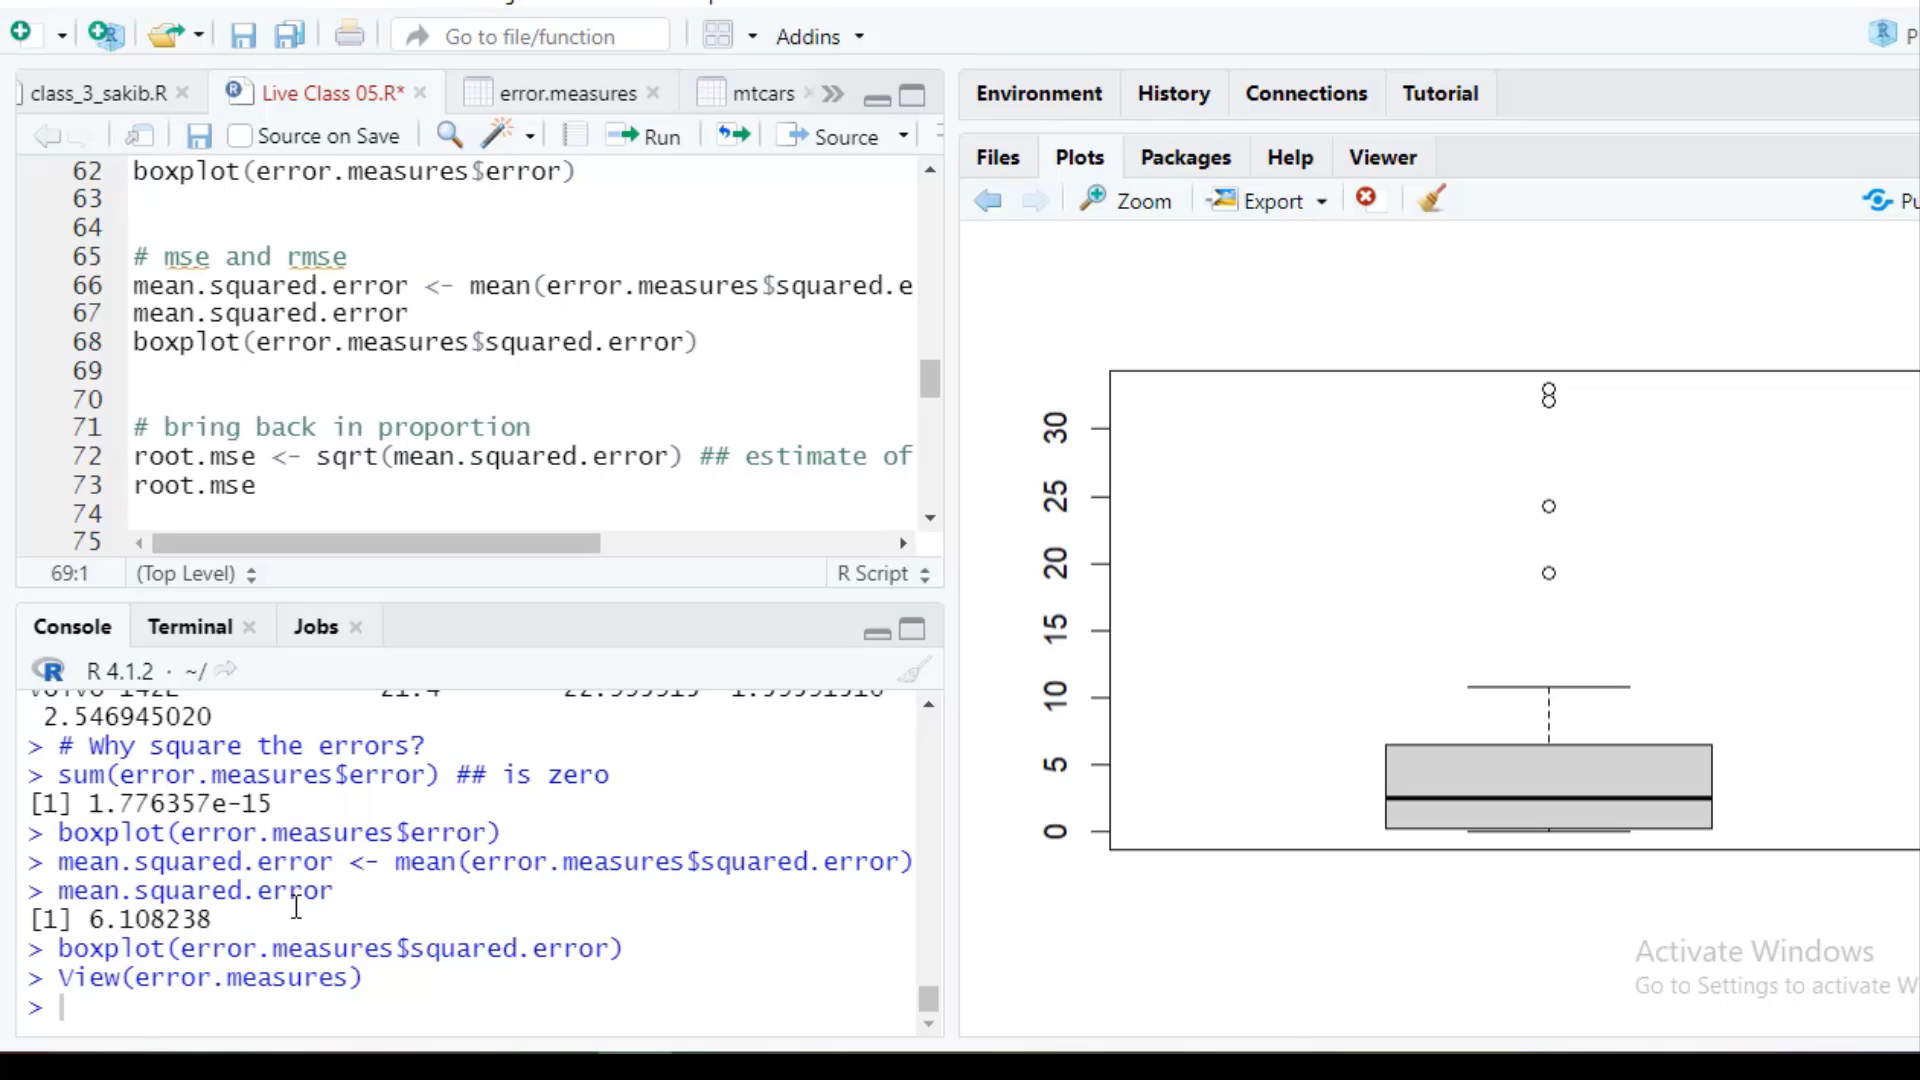 Go to file/function
Addins
class_3_sakib.R
Live Class 05.R*
error.measures
mtcars
Source on Save
Run
Source
62 boxplot(error.measures$error)
63
64
65 # mse and rmse
66 mean.squared.error <- mean(error.measures$squared.e
67 mean.squared.error
68 boxplot(error.measures$squared.error)
69
70
71 # bring back in proportion
72 root.mse <- sqrt(mean.squared.error) ## estimate of
73 root.mse
74
75
69:1 (Top Level) R Script
Console Terminal Jobs
R 4.1.2 · ~/
2.546945020
> # Why square the errors?
> sum(error.measures$error) ## is zero
[1] 1.776357e-15
> boxplot(error.measures$error)
> mean.squared.error <- mean(error.measures$squared.error)
> mean.squared.error
[1] 6.108238
> boxplot(error.measures$squared.error)
> View(error.measures)
>
Environment History Connections Tutorial
Files Plots Packages Help Viewer
Zoom Export Pu
30
25
20
15
10
5
0
Activate Windows
Go to Settings to activate W